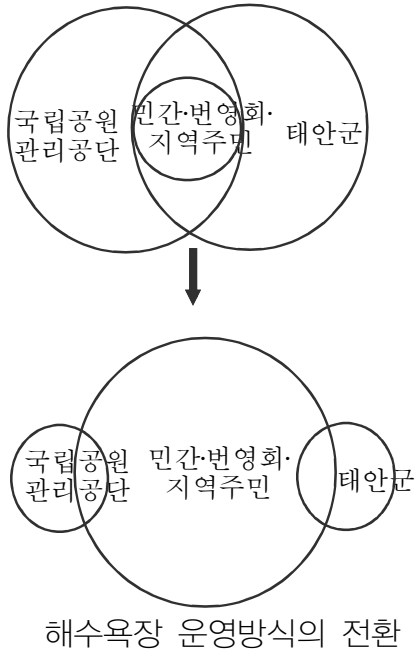 국립공원
관리공단
민간·번영회·
지역주민
태안군
국립공원
관리공단
민간·번영회·
지역주민
태안군
해수욕장 운영방식의 전환